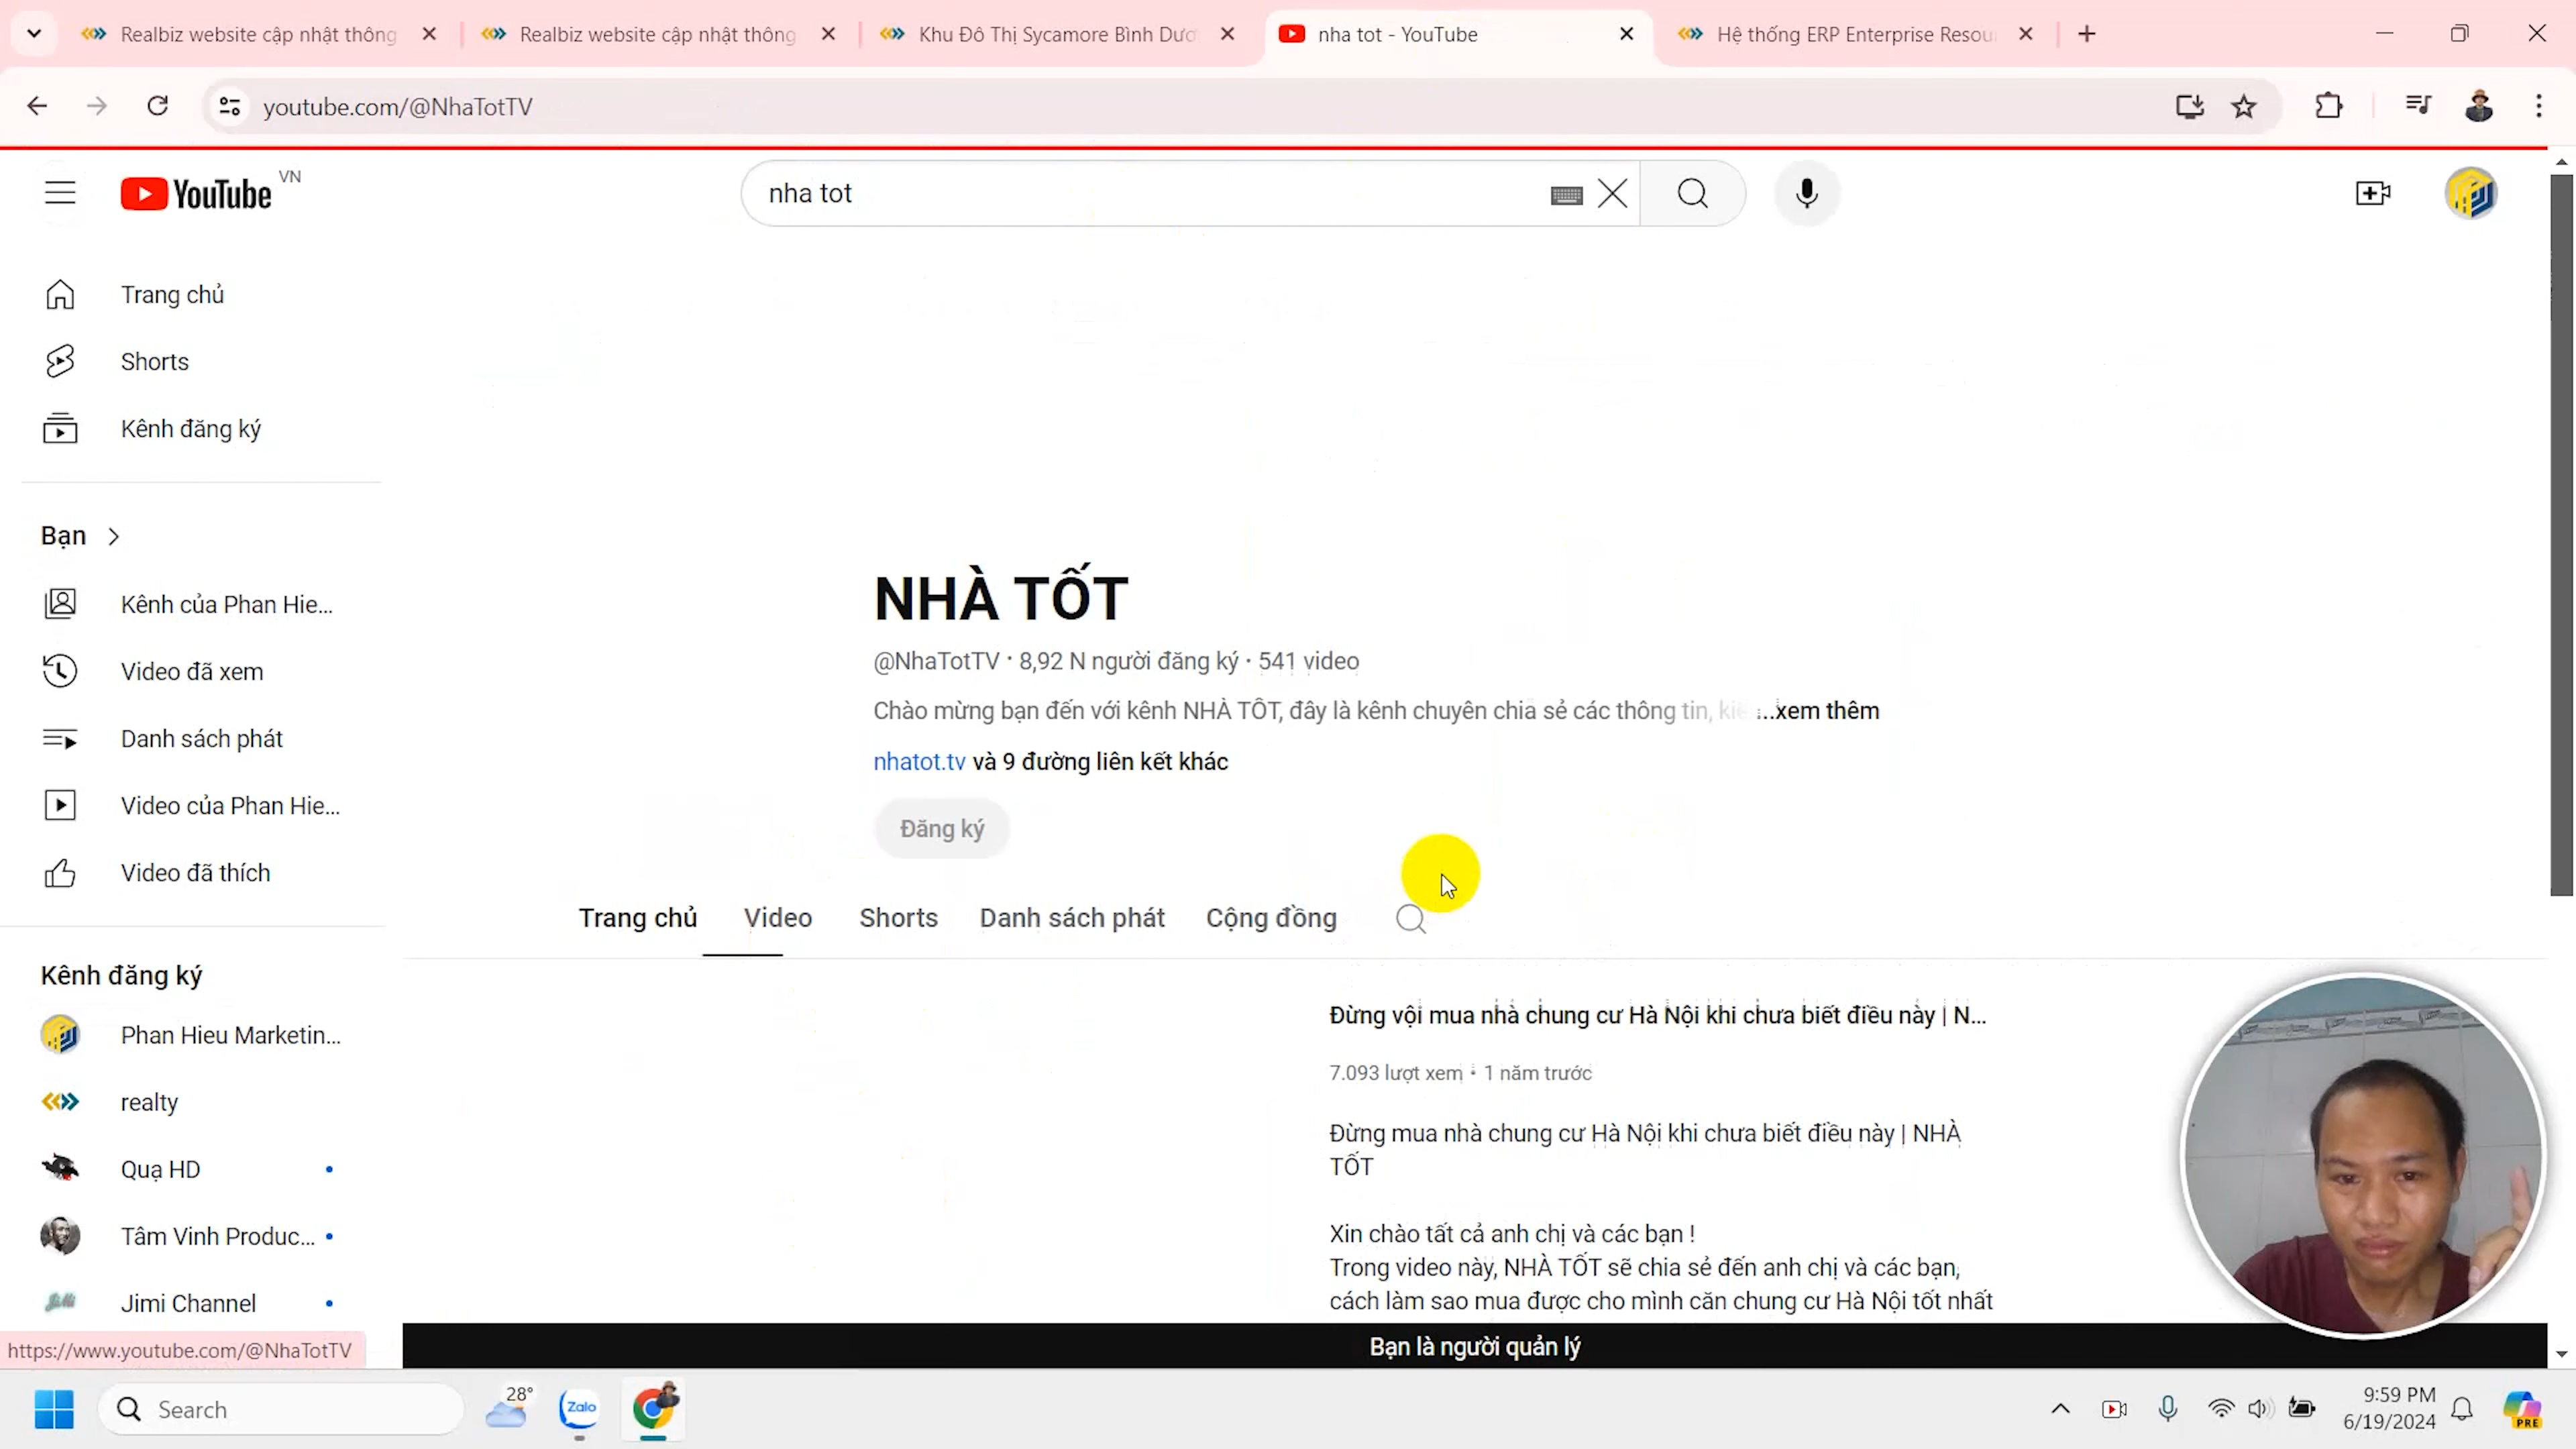 Realbiz website cập nhật thông
Realbiz website cập nhật thông
Khu Đô Thị Sycamore Bình Dươ
nha tot - YouTube
Hệ thống ERP Enterprise Resou
youtube.com/@NhaTotTV
YouTube VN
nha tot
Trang chủ
Shorts
Kênh đăng ký
Bạn
Kênh của Phan Hie...
Video đã xem
Danh sách phát
Video của Phan Hie...
Video đã thích
Kênh đăng ký
Phan Hieu Marketin...
realty
Quạ HD
Tâm Vinh Produc...
Jimi Channel
https://www.youtube.com/@NhaTotTV
NHÀ TỐT
@NhaTotTV · 8,92 N người đăng ký · 541 video
Chào mừng bạn đến với kênh NHÀ TỐT, đây là kênh chuyên chia sẻ các thông tin, ...xem thêm
nhatot.tv và 9 đường liên kết khác
Đăng ký
Trang chủ Video Shorts Danh sách phát Cộng đồng
Đừng vội mua nhà chung cư Hà Nội khi chưa biết điều này | N...
7.093 lượt xem · 1 năm trước
Đừng mua nhà chung cư Hà Nội khi chưa biết điều này | NHÀ
TỐT
Xin chào tất cả anh chị và các bạn !
Trong video này, NHÀ TỐT sẽ chia sẻ đến anh chị và các bạn,
cách làm sao mua được cho mình căn chung cư Hà Nội tốt nhất
Bạn là người quản lý
Search
28°
Zalo
9:59 PM
6/19/2024
PRE